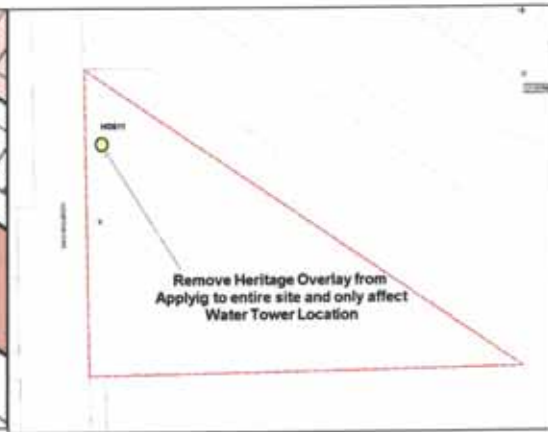 Remove Heritage Overlay from
Applyig to entire site and only affect
Water Tower Location